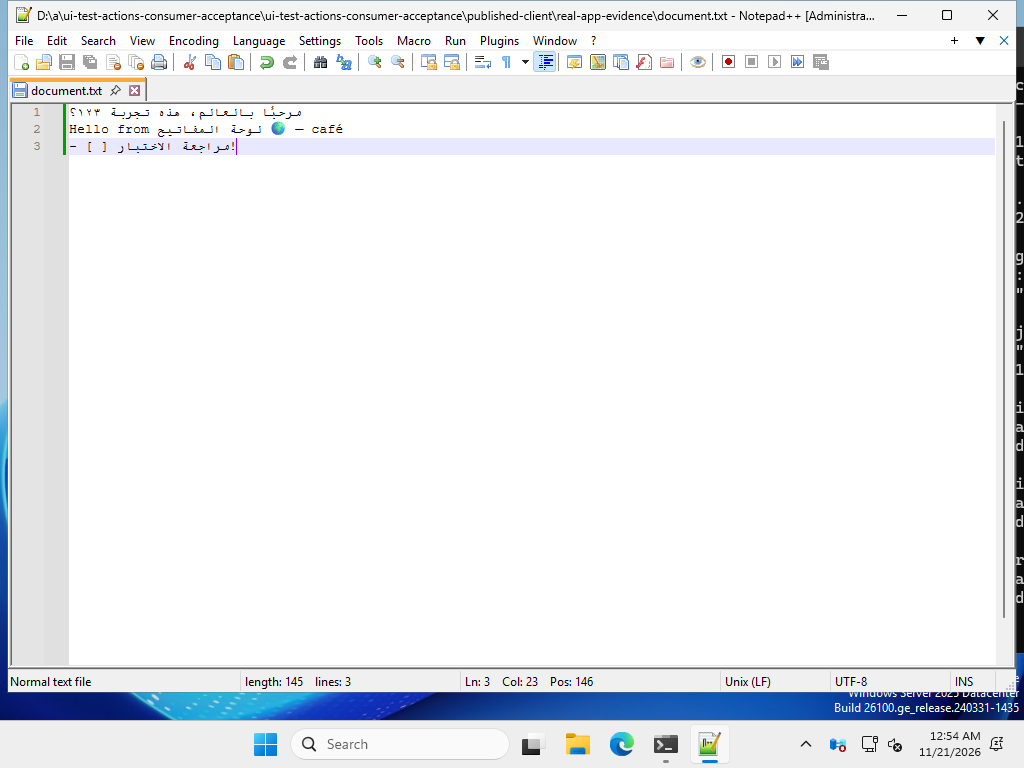 D:\a\ui-test-actions-consumer-acceptance\ui-test-actions-consumer-acceptance\published-client\real-app-evidence\document.txt - Notepad++ [Administra...
File Edit Search View Encoding Language Settings Tools Macro Run Plugins Window ?
document.txt
1 مرحبًا بالعالم، هذه تجربة ١٢٣؟
2 Hello from لوحة المفاتيح 🌍 — café
3 - [ ] مراجعة الاختبار!
Normal text file length: 145 lines: 3 Ln: 3 Col: 23 Pos: 146 Unix (LF) UTF-8 INS
Windows Server 2025 Datacenter
Build 26100.ge_release.240331-1435
Search
12:54 AM
11/21/2026